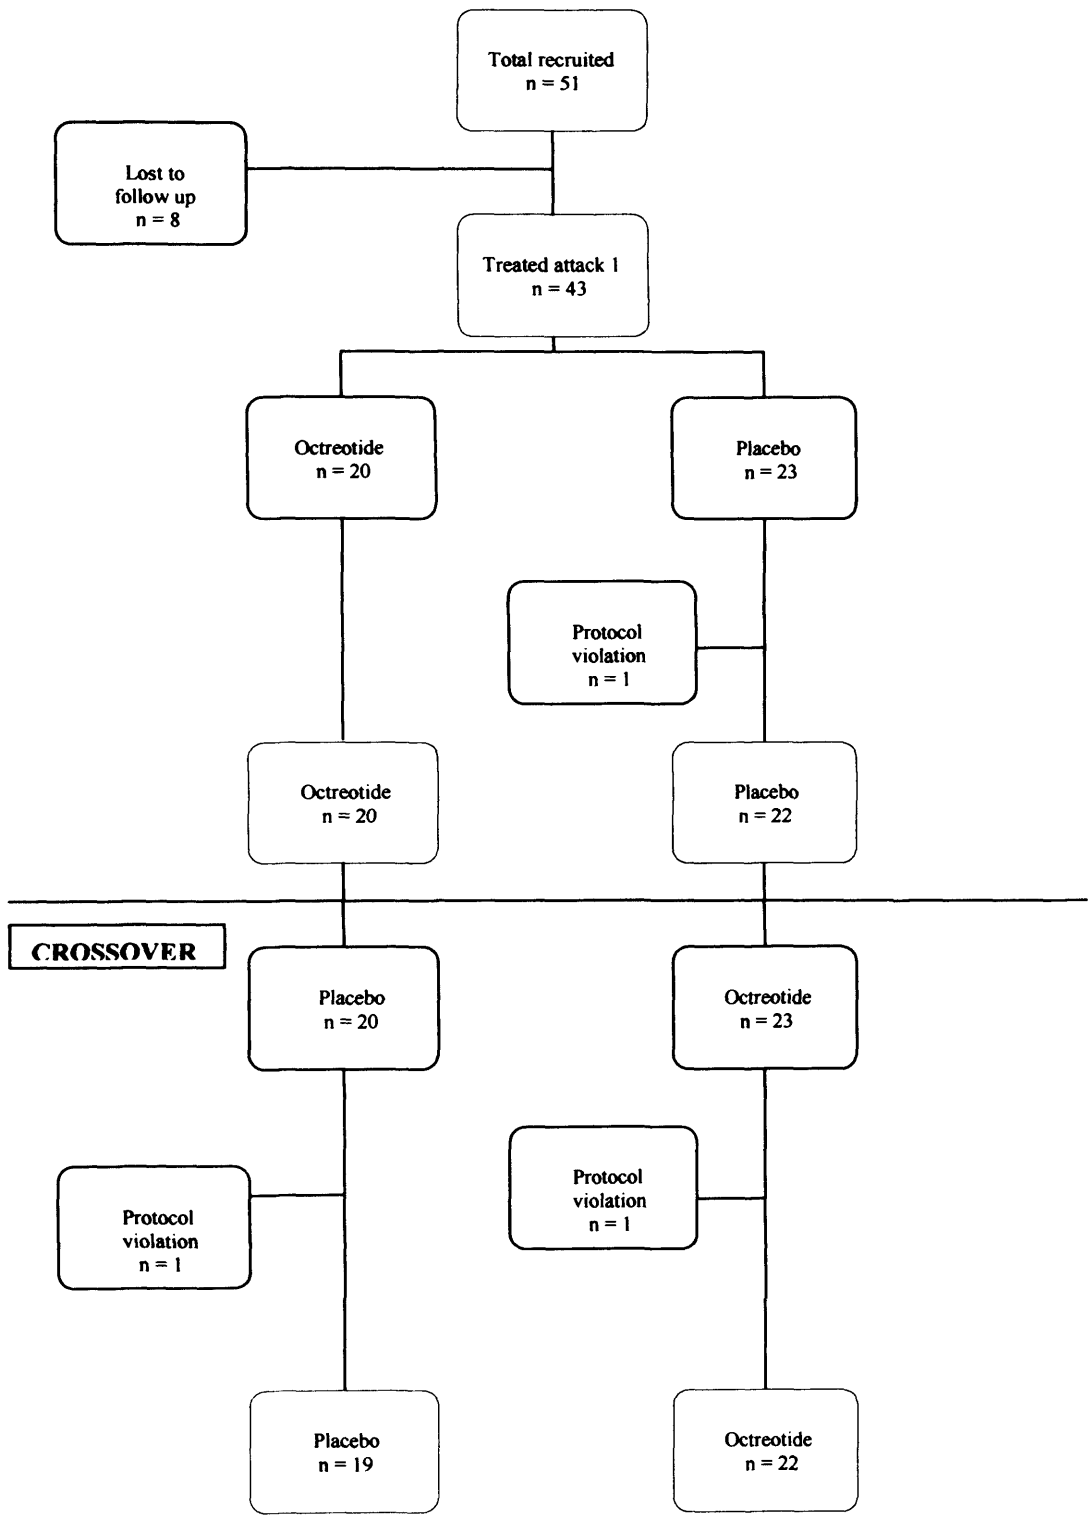 Total recruited
n = 51
Lost to
follow up
n = 8
Treated attack 1
n = 43
Octreotide
n = 20
Placebo
n = 23
Protocol
violation
n = 1
Octreotide
n = 20
Placebo
n = 22
CROSSOVER
Placebo
n = 20
Octreotide
n = 23
Protocol
violation
n = 1
Protocol
violation
n = 1
Placebo
n = 19
Octreotide
n = 22